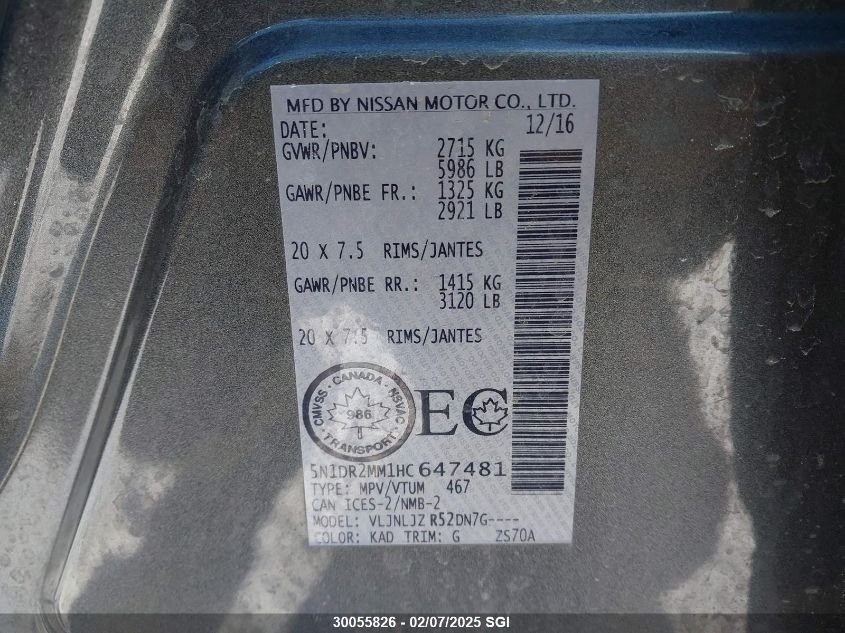 MFD BY NISSAN MOTOR CO., LTD.
DATE: 12/16
GVWR/PNBV: 2715 KG
5986 LB
GAWR/PNBE FR.: 1325 KG
2921 LB
20 X 7.5 RIMS/JANTES
GAWR/PNBE RR.: 1415 KG
3120 LB
20 X 7.5 RIMS/JANTES
CMVSS · CANADA · NSVAC
986
TRANSPORT
EC
5N1DR2MM1HC647481
TYPE: MPV/VTUM 467
CAN ICES-2/NMB-2
MODEL: VLJNLJZ R52DN7G----
COLOR: KAD TRIM: G ZS70A
30055826 - 02/07/2025 SGI